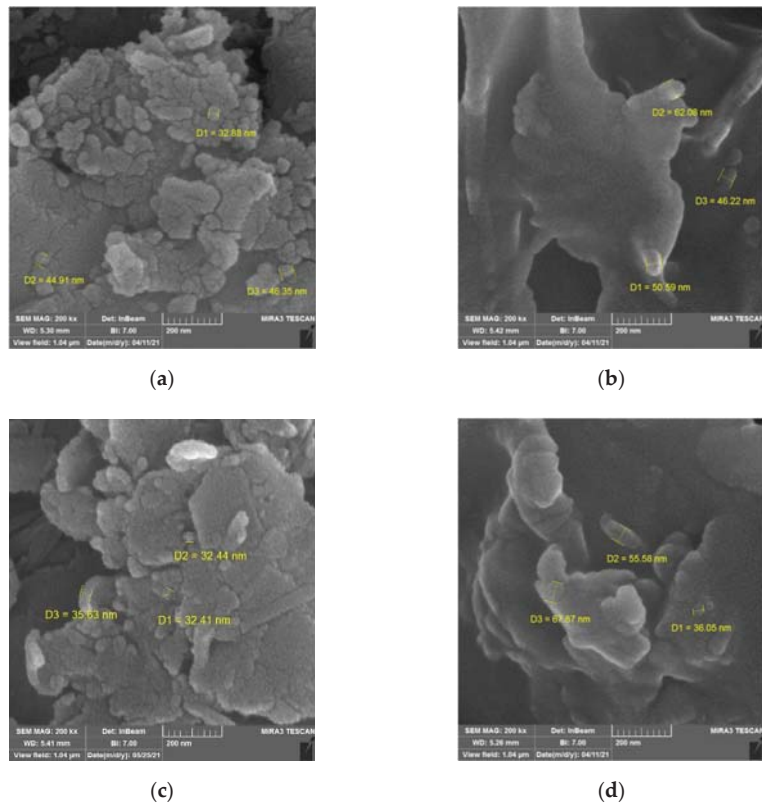 D1 = 32.88 nm
D2 = 44.91 nm
D3 = 46.35 nm
SEM MAG: 200 kx Det: InBeam MIRA3 TESCAN
WD: 5.30 mm BI: 7.00 200 nm
View field: 1.04 µm Date(m/d/y): 04/11/21
(a)
D2 = 62.08 nm
D3 = 46.22 nm
D1 = 50.59 nm
SEM MAG: 200 kx Det: InBeam MIRA3 TESCAN
WD: 5.42 mm BI: 7.00 200 nm
View field: 1.04 µm Date(m/d/y): 04/11/21
(b)
D2 = 32.44 nm
D3 = 35.63 nm
D1 = 32.41 nm
SEM MAG: 200 kx Det: InBeam MIRA3 TESCAN
WD: 5.41 mm BI: 7.00 200 nm
View field: 1.04 µm Date(m/d/y): 05/25/21
(c)
D2 = 55.58 nm
D3 = 67.67 nm
D1 = 36.05 nm
SEM MAG: 200 kx Det: InBeam MIRA3 TESCAN
WD: 5.26 mm BI: 7.00 200 nm
View field: 1.04 µm Date(m/d/y): 04/11/21
(d)